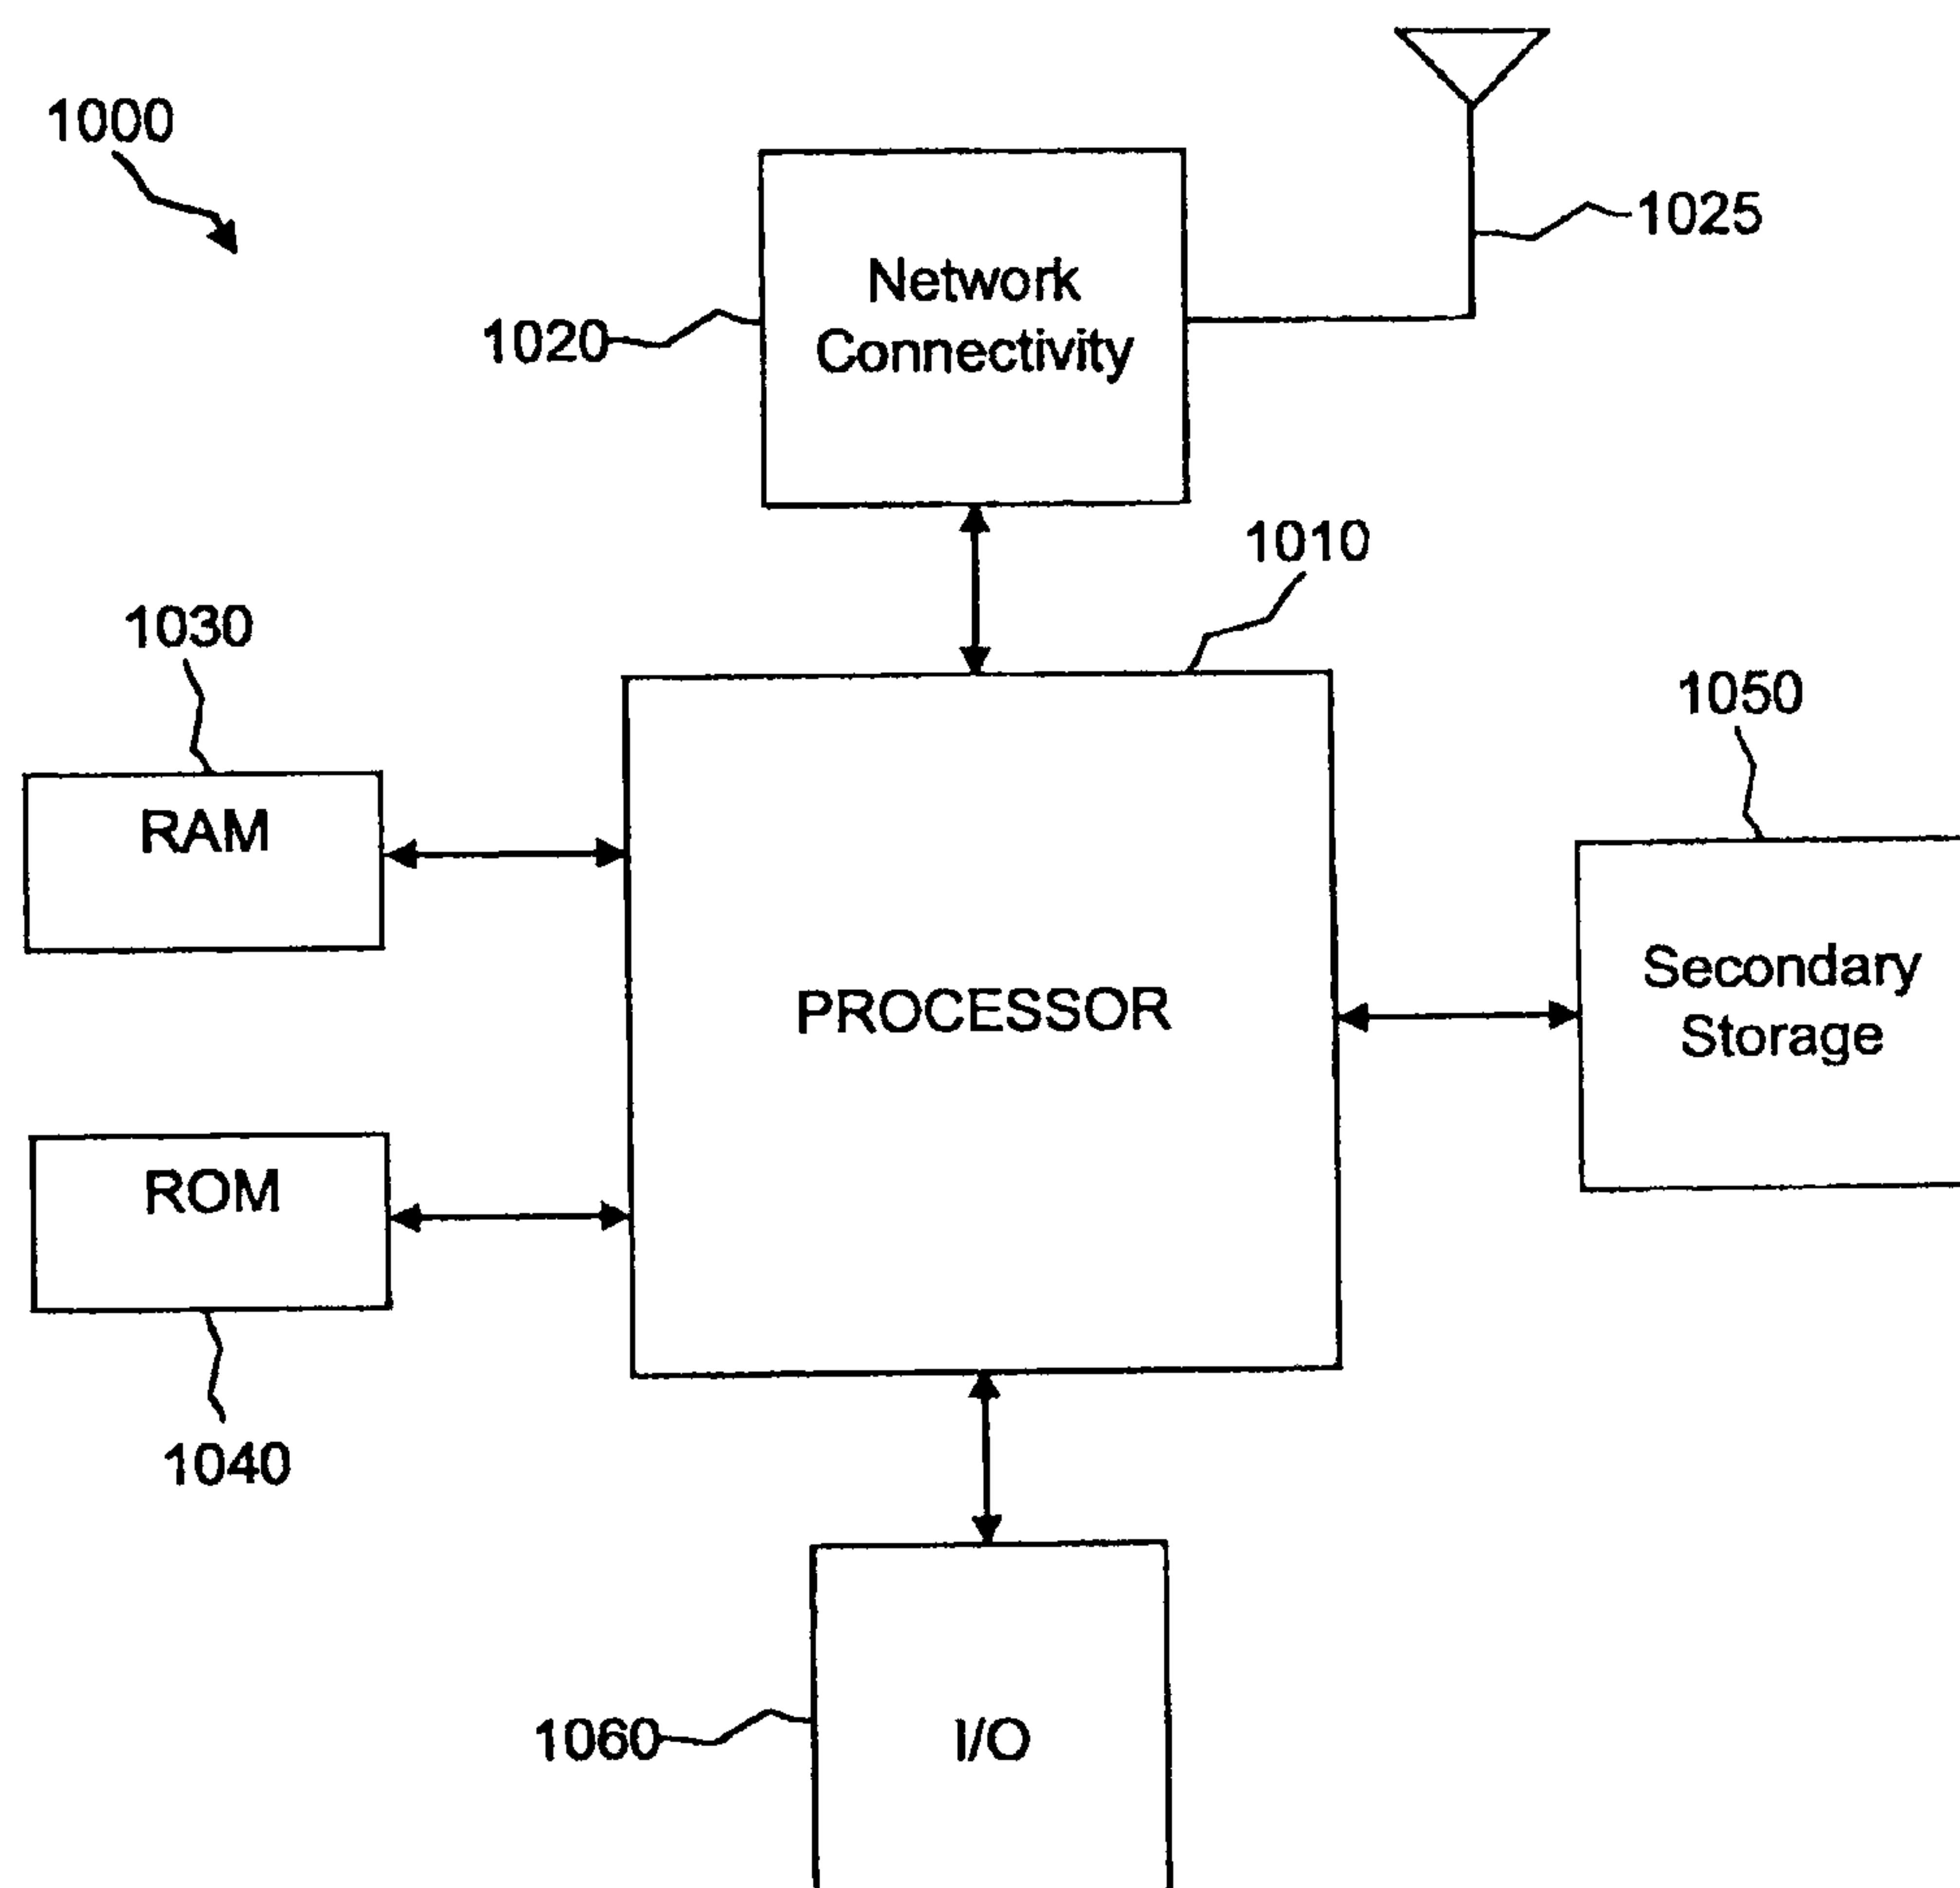 1000
1025
Network
Connectivity
1020
1010
1030
1050
RAM
Secondary
Storage
PROCESSOR
ROM
1040
1060
I/O